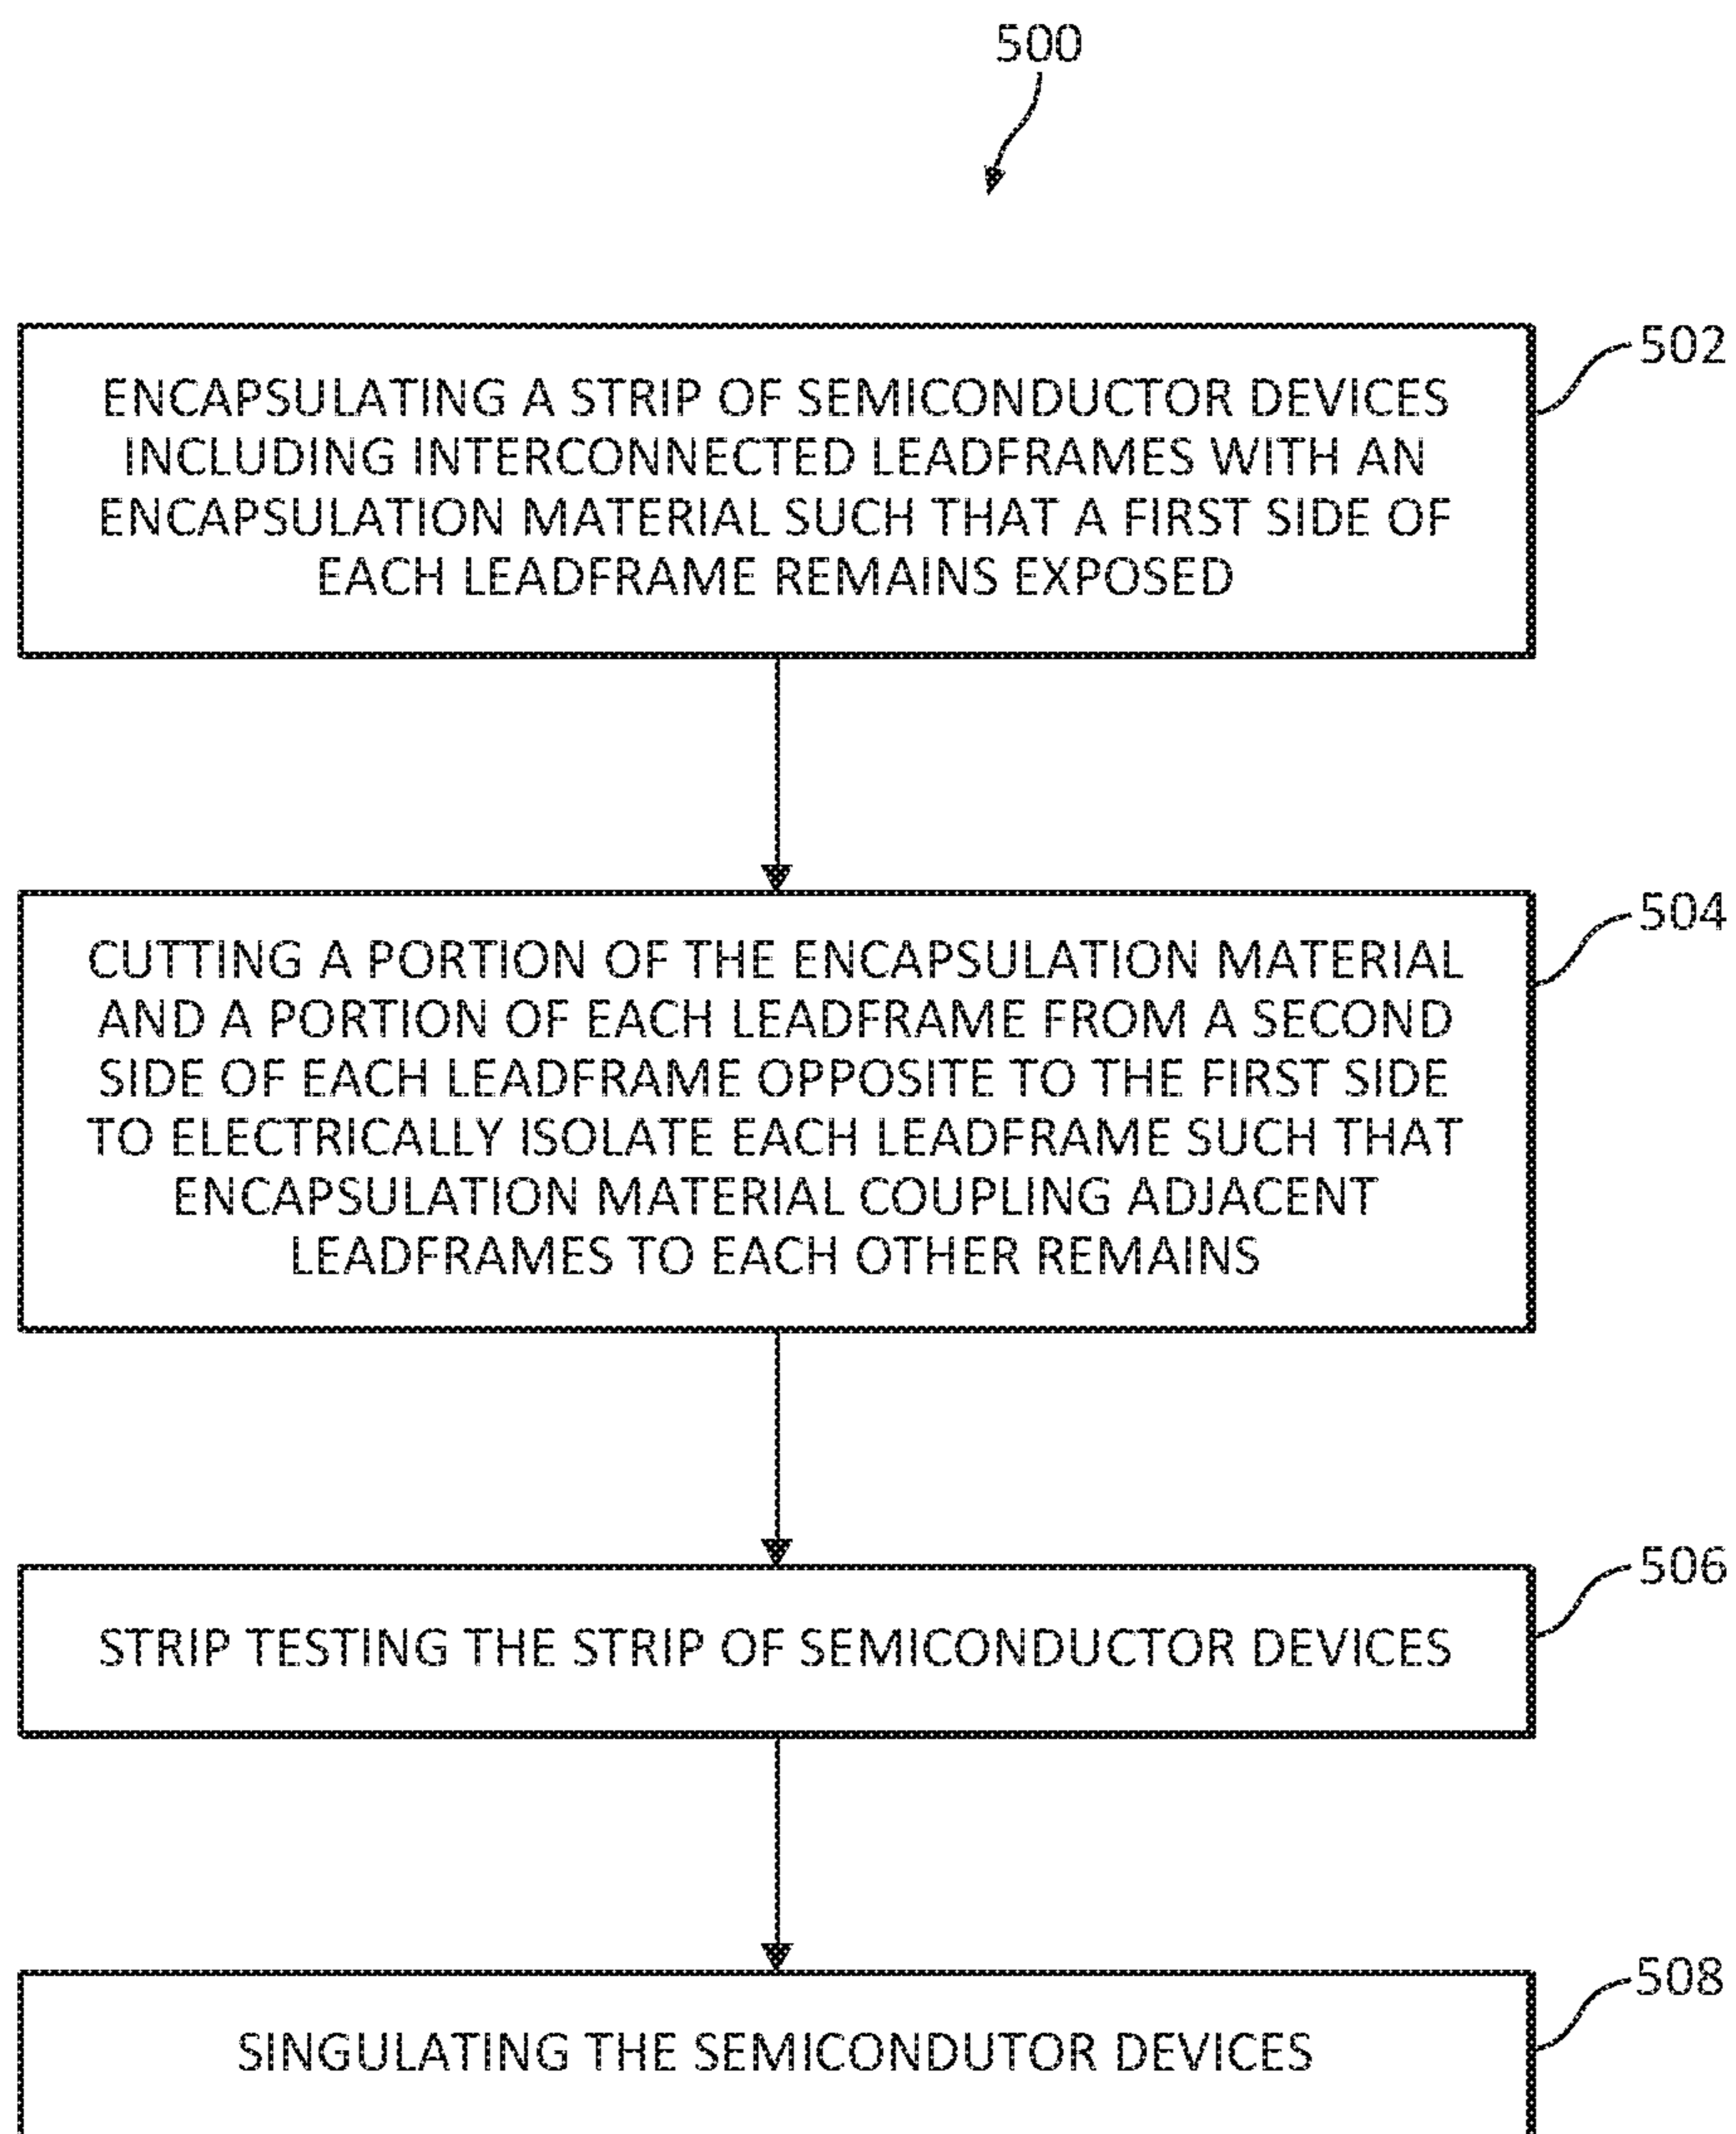 500
502
ENCAPSULATING A STRIP OF SEMICONDUCTOR DEVICES
INCLUDING INTERCONNECTED LEADFRAMES WITH AN
ENCAPSULATION MATERIAL SUCH THAT A FIRST SIDE OF
EACH LEADFRAME REMAINS EXPOSED
504
CUTTING A PORTION OF THE ENCAPSULATION MATERIAL
AND A PORTION OF EACH LEADFRAME FROM A SECOND
SIDE OF EACH LEADFRAME OPPOSITE TO THE FIRST SIDE
TO ELECTRICALLY ISOLATE EACH LEADFRAME SUCH THAT
ENCAPSULATION MATERIAL COUPLING ADJACENT
LEADFRAMES TO EACH OTHER REMAINS
506
STRIP TESTING THE STRIP OF SEMICONDUCTOR DEVICES
508
SINGULATING THE SEMICONDUTOR DEVICES